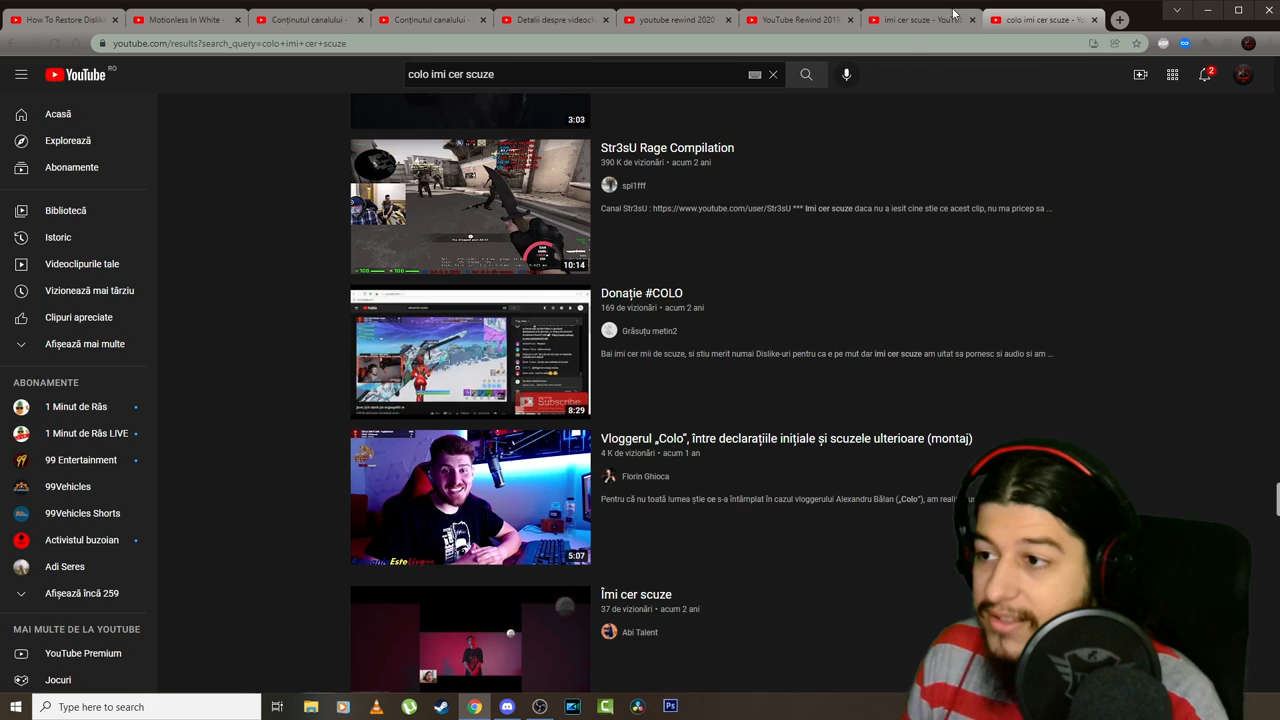 How To Restore Dislike
Motionless In White -
Conținutul canalului -
Conținutul canalului -
Detalii despre videocli
youtube rewind 2020
YouTube Rewind 2019
imi cer scuze - YouTu
colo imi cer scuze - Yo
youtube.com/results?search_query=colo+imi+cer+scuze
YouTube RO
colo imi cer scuze
2
Acasă
Explorează
Abonamente
Bibliotecă
Istoric
Videoclipurile tale
Vizionează mai târziu
Clipuri apreciate
Afișează mai multe
ABONAMENTE
1 Minut de Râs
1 Minut de Râs LIVE
99 Entertainment
99Vehicles
99Vehicles Shorts
Activistul buzoian
Adi Seres
Afișează încă 259
MAI MULTE DE LA YOUTUBE
YouTube Premium
Jocuri
3:03
Str3sU Rage Compilation
390 K de vizionări • acum 2 ani
spl1fff
Canal Str3sU : https://www.youtube.com/user/Str3sU *** Imi cer scuze daca nu a iesit cine stie ce acest clip, nu ma pricep sa ...
10:14
Donație #COLO
169 de vizionări • acum 2 ani
Grăsuțu metin2
Bai imi cer mii de scuze, si stiu merit numai Dislike-uri pentru ca e pe mut dar imi cer scuze am uitat sa pornesc si audio si am ...
Subscribe
8:29
Vloggerul „Colo”, între declarațiile inițiale și scuzele ulterioare (montaj)
4 K de vizionări • acum 1 an
Florin Ghioca
Pentru că nu toată lumea știe ce s-a întâmplat în cazul vloggerului Alexandru Bălan („Colo”), am realizat
EsteLive
5:07
Îmi cer scuze
37 de vizionări • acum 2 ani
Abi Talent
Type here to search